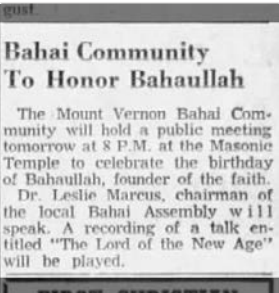 gust.
Bahai Community
To Honor Bahaullah
The Mount Vernon Bahai Com-
munity will hold a public meeting
tomorrow at 8 P.M. at the Masonic
Temple to celebrate the birthday
of Bahaullah, founder of the faith.
Dr. Leslie Marcus, chairman of
the local Bahai Assembly will
speak. A recording of a talk en-
titled "The Lord of the New Age"
will be played.